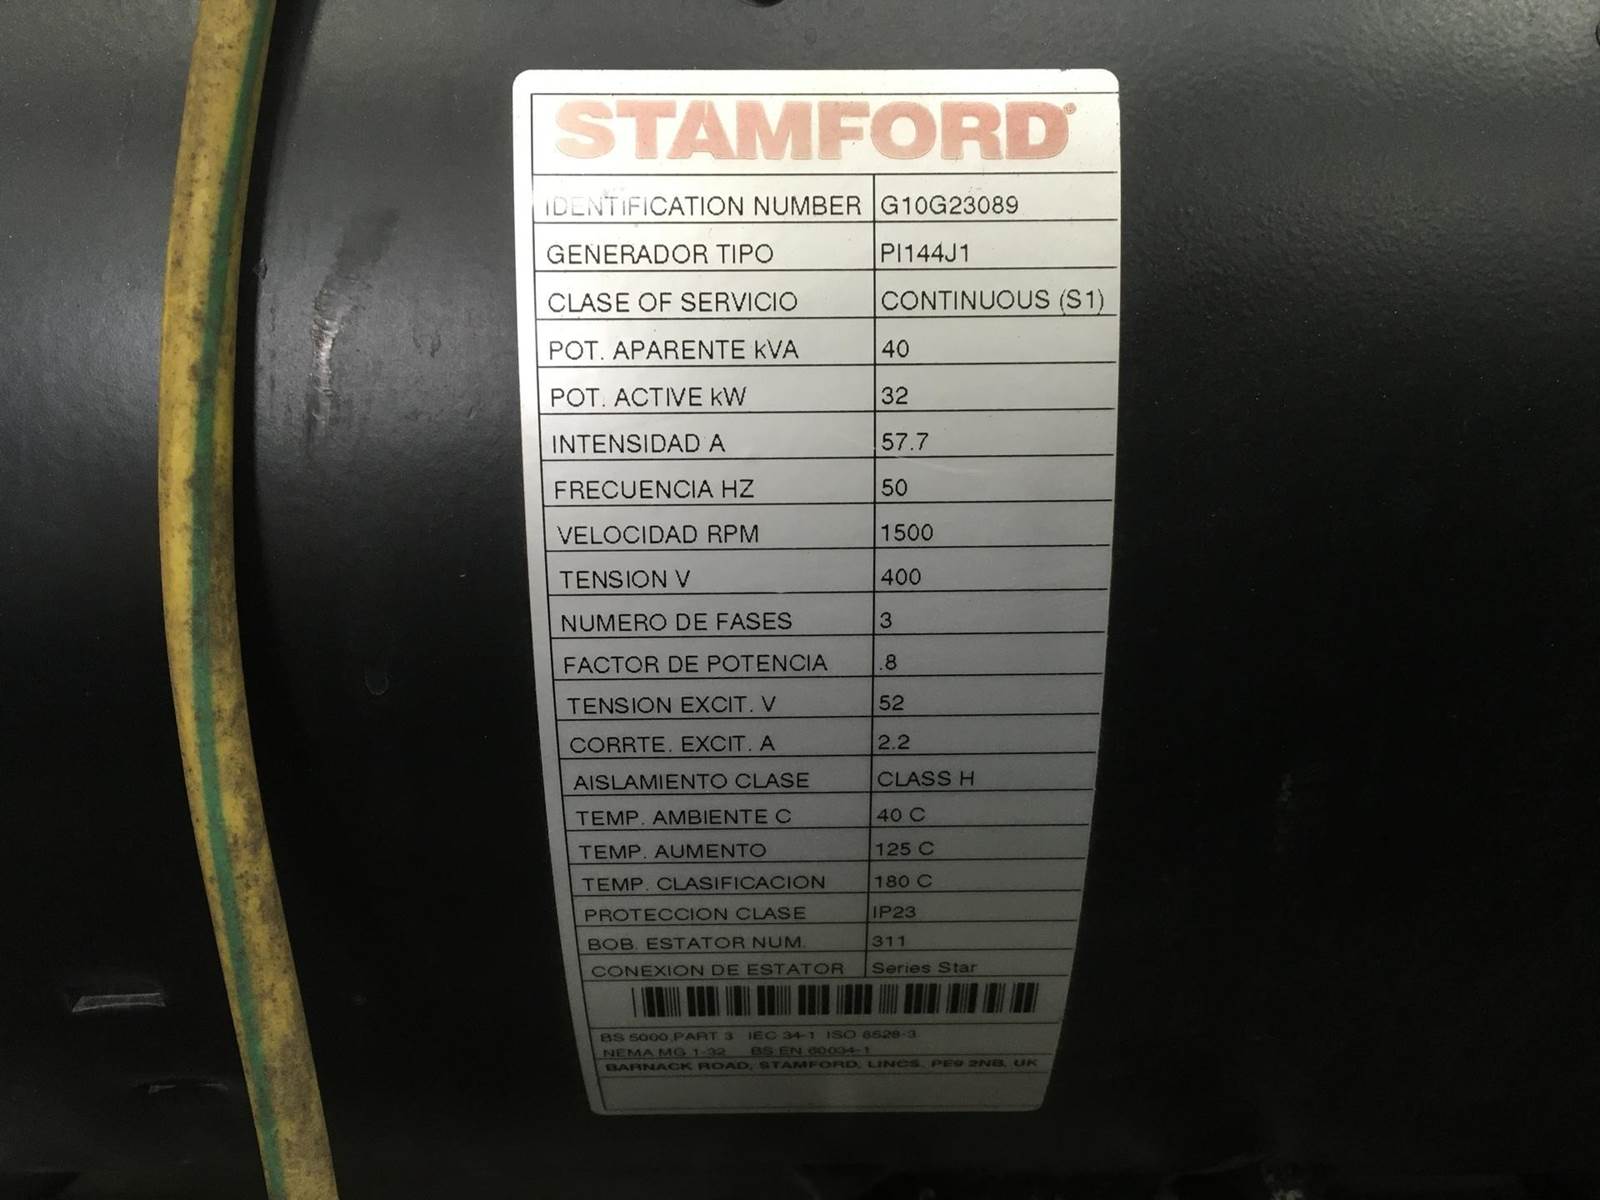 STAMFORD®
IDENTIFICATION NUMBER G10G23089
GENERADOR TIPO PI144J1
CLASE OF SERVICIO CONTINUOUS (S1)
POT. APARENTE kVA 40
POT. ACTIVE kW 32
INTENSIDAD A 57.7
FRECUENCIA HZ 50
VELOCIDAD RPM 1500
TENSION V 400
NUMERO DE FASES 3
FACTOR DE POTENCIA .8
TENSION EXCIT. V 52
CORRTE. EXCIT. A 2.2
AISLAMIENTO CLASE CLASS H
TEMP. AMBIENTE C 40 C
TEMP. AUMENTO 125 C
TEMP. CLASIFICACION 180 C
PROTECCION CLASE IP23
BOB. ESTATOR NUM. 311
CONEXION DE ESTATOR Series Star
BS 5000,PART 3 IEC 34-1 ISO 8528-3
NEMA MG 1-32 BS EN 60034-1
BARNACK ROAD, STAMFORD, LINCS. PE9 2NB, UK